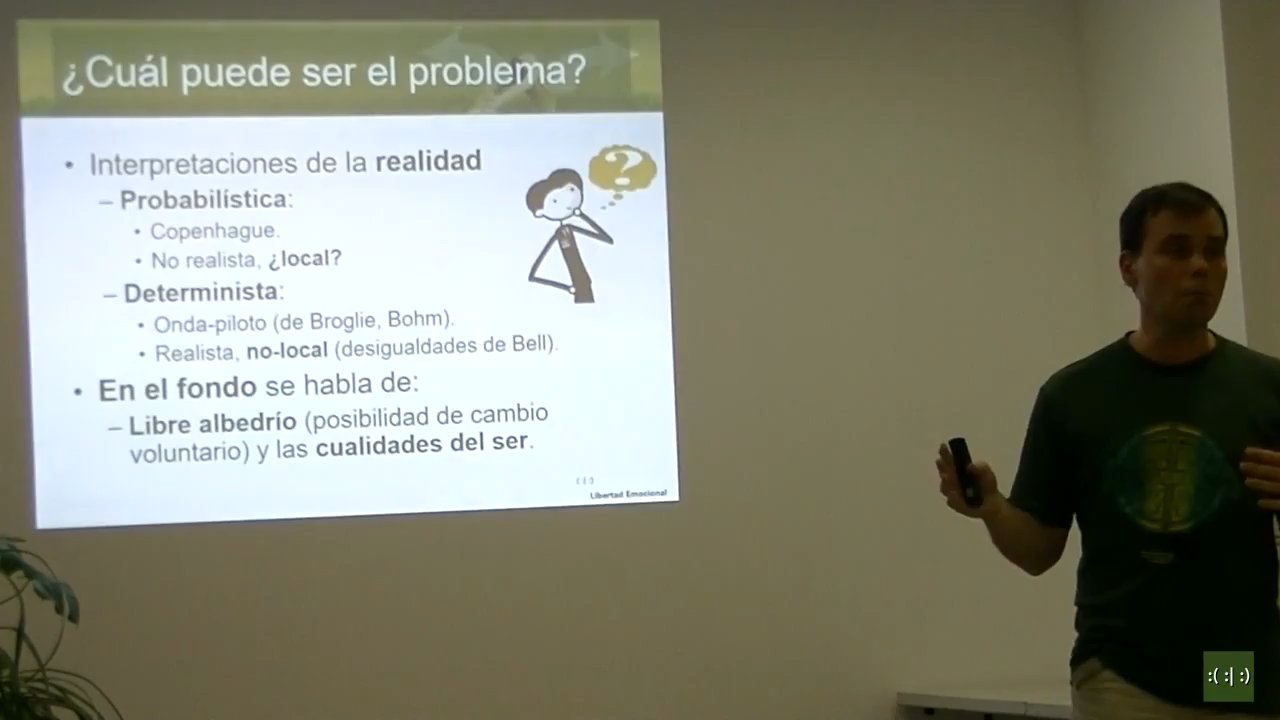 ¿Cuál puede ser el problema?
• Interpretaciones de la realidad
– Probabilística:
• Copenhague.
• No realista, ¿local?
– Determinista:
• Onda-piloto (de Broglie, Bohm).
• Realista, no-local (desigualdades de Bell).
• En el fondo se habla de:
– Libre albedrío (posibilidad de cambio
voluntario) y las cualidades del ser.
Libertad Emocional
:( :| :)